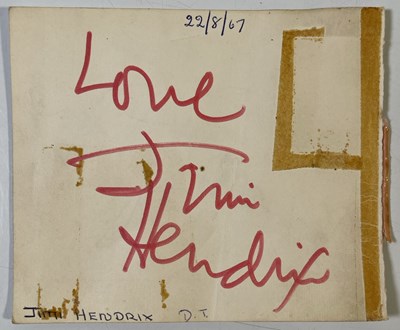 22/8/67
Love
Jimi
Hendrix
JIMI HENDRIX D.T.